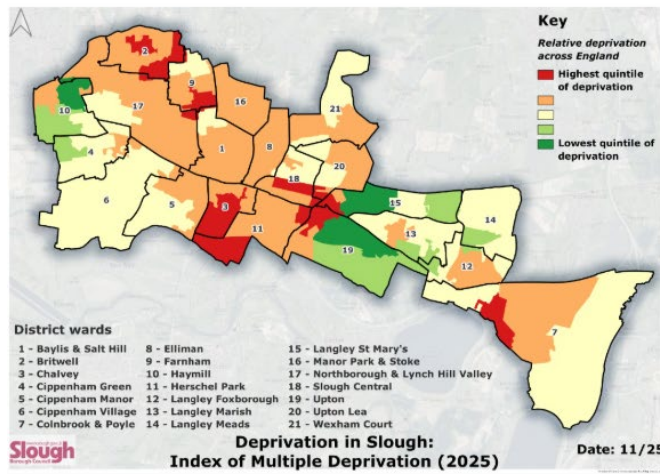 Key
Relative deprivation
across England
Highest quintile
of deprivation
Lowest quintile of
deprivation
2
9
10
17
16
21
1
8
4
18
20
6
5
3
15
11
13
14
19
12
7
District wards
1 - Baylis & Salt Hill
2 - Britwell
3 - Chalvey
4 - Cippenham Green
5 - Cippenham Manor
6 - Cippenham Village
7 - Colnbrook & Poyle
8 - Elliman
9 - Farnham
10 - Haymill
11 - Herschel Park
12 - Langley Foxborough
13 - Langley Marish
14 - Langley Meads
15 - Langley St Mary's
16 - Manor Park & Stoke
17 - Northborough & Lynch Hill Valley
18 - Slough Central
19 - Upton
20 - Upton Lea
21 - Wexham Court
Slough
Borough Council
Deprivation in Slough:
Index of Multiple Deprivation (2025)
Date: 11/25